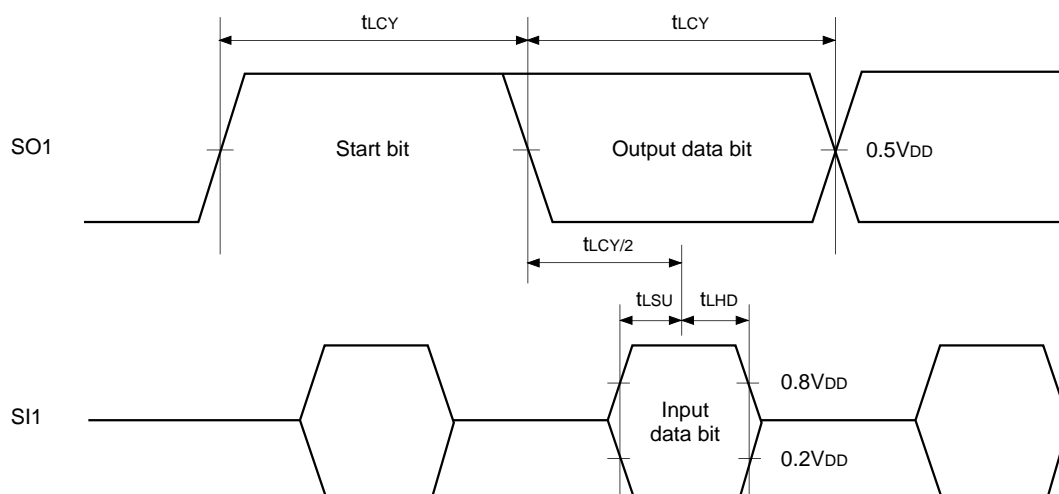 tLCY tLCY
SO1 Start bit Output data bit 0.5VDD
tLCY/2
tLSU tLHD
0.8VDD
SI1 Input
data bit
0.2VDD